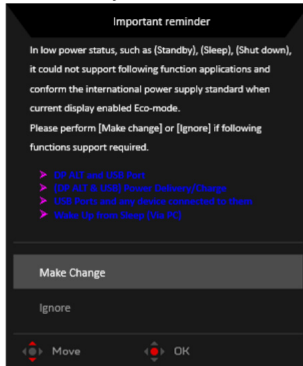 Important reminder
In low power status, such as (Standby), (Sleep), (Shut down),
it could not support following function applications and
conform the international power supply standard when
current display enabled Eco-mode.
Please perform [Make change] or [Ignore] if following
functions support required.
DP ALT and USB Port
(DP ALT & USB) Power Delivery/Charge
USB Ports and any device connected to them
Wake Up from Sleep (Via PC)
Make Change
Ignore
Move
OK